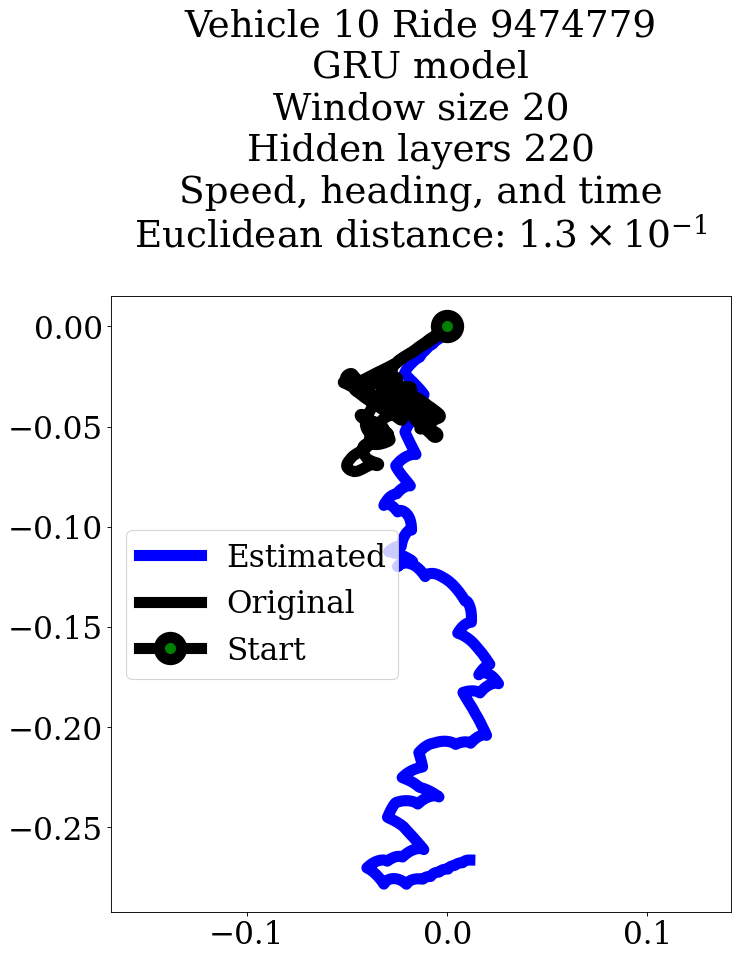 Vehicle 10 Ride 9474779
GRU model
Window size 20
Hidden layers 220
Speed, heading, and time
Euclidean distance: 1.3 × 10⁻¹
0.00
−0.05
−0.10
−0.15
−0.20
−0.25
Estimated
Original
Start
−0.1
0.0
0.1